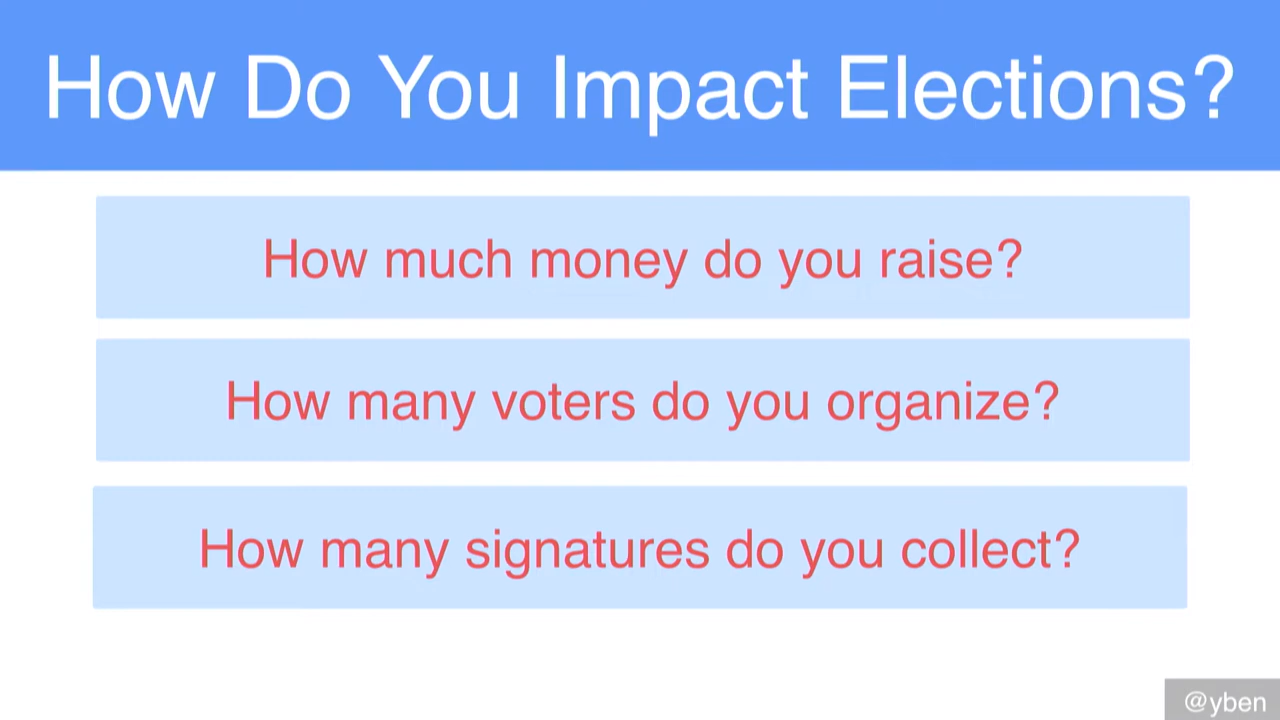 How Do You Impact Elections?
How much money do you raise?
How many voters do you organize?
How many signatures do you collect?
@yben